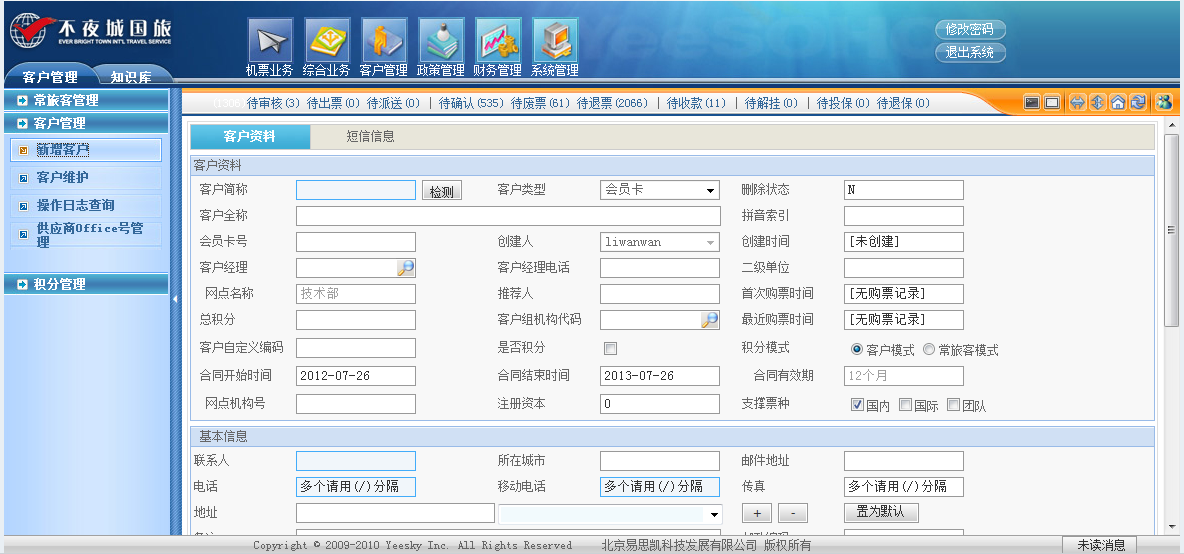 不夜城国旅
EVER BRIGHT TOWN INT'L TRAVEL SERVICE
机票业务 综合业务 客户管理 政策管理 财务管理 系统管理
修改密码
退出系统
客户管理 知识库
待审核(3) 待出票(0) 待派送(0) | 待确认(535) 待废票(61) 待退票(2066) | 待收款(11) | 待解挂(0) | 待投保(0) 待退保(0)
常旅客管理
客户管理
新增客户
客户维护
操作日志查询
供应商Office号管
理
积分管理
客户资料 短信信息
客户资料
客户简称 检测 客户类型 会员卡 删除状态 N
客户全称 拼音索引
会员卡号 创建人 liwanwan 创建时间 [未创建]
客户经理 客户经理电话 二级单位
网点名称 技术部 推荐人 首次购票时间 [无购票记录]
总积分 客户组机构代码 最近购票时间 [无购票记录]
客户自定义编码 是否积分 积分模式 客户模式 常旅客模式
合同开始时间 2012-07-26 合同结束时间 2013-07-26 合同有效期 12个月
网点机构号 注册资本 0 支撑票种 国内 国际 团队
基本信息
联系人 所在城市 邮件地址
电话 多个请用(/)分隔 移动电话 多个请用(/)分隔 传真 多个请用(/)分隔
地址 + - 置为默认
Copyright © 2009-2010 Yeesky Inc. All Rights Reserved 北京易思凯科技发展有限公司 版权所有
未读消息